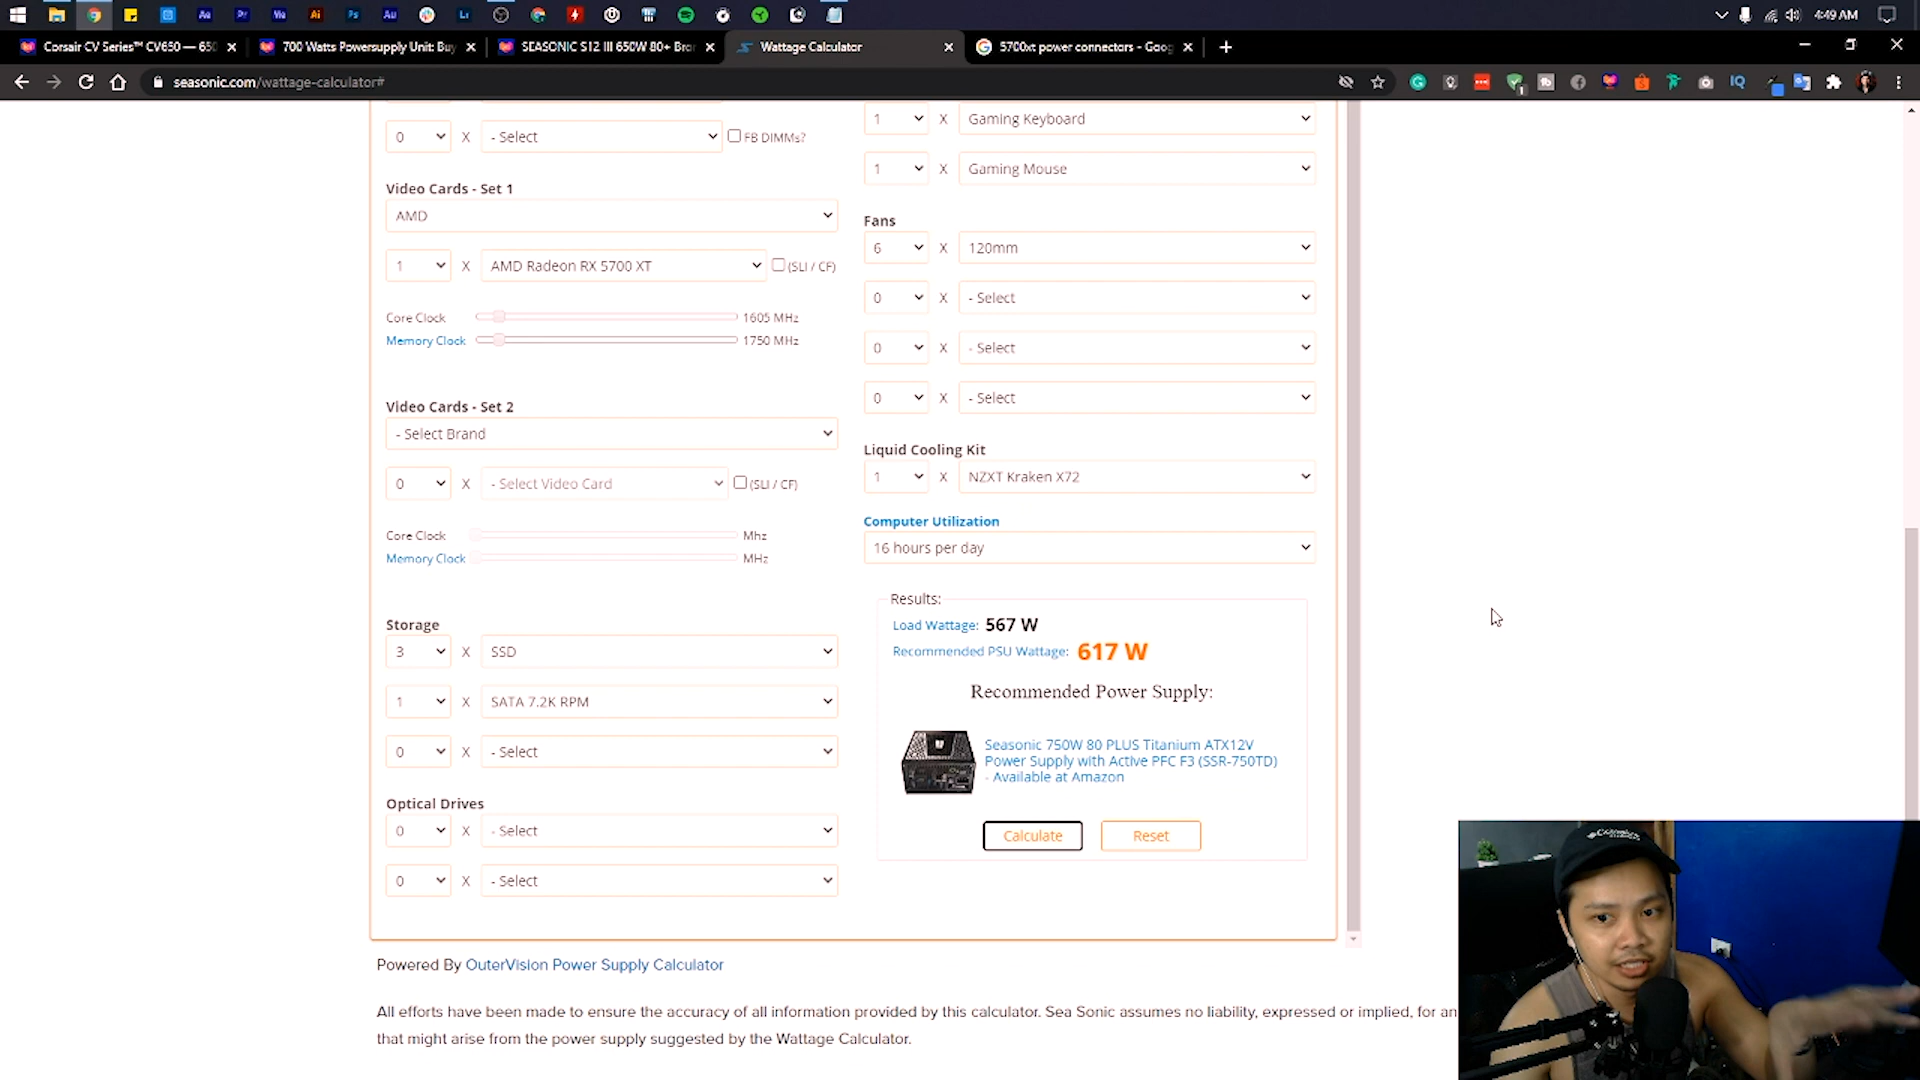 4:49 AM
Corsair CV Series™ CV650 — 650
700 Watts Powersupply Unit: Buy
SEASONIC S12 III 650W 80+ Bro
Wattage Calculator
5700xt power connectors - Goog
seasonic.com/wattage-calculator#
0 X - Select FB DIMMs?
Video Cards - Set 1
AMD
1 X AMD Radeon RX 5700 XT (SLI / CF)
Core Clock 1605 MHz
Memory Clock 1750 MHz
Video Cards - Set 2
- Select Brand
0 X - Select Video Card (SLI / CF)
Core Clock Mhz
Memory Clock MHz
Storage
3 X SSD
1 X SATA 7.2K RPM
0 X - Select
Optical Drives
0 X - Select
0 X - Select
1 X Gaming Keyboard
1 X Gaming Mouse
Fans
6 X 120mm
0 X - Select
0 X - Select
0 X - Select
Liquid Cooling Kit
1 X NZXT Kraken X72
Computer Utilization
16 hours per day
Results:
Load Wattage: 567 W
Recommended PSU Wattage: 617 W
Recommended Power Supply:
Seasonic 750W 80 PLUS Titanium ATX12V
Power Supply with Active PFC F3 (SSR-750TD)
- Available at Amazon
Calculate Reset
Powered By OuterVision Power Supply Calculator
All efforts have been made to ensure the accuracy of all information provided by this calculator. Sea Sonic assumes no liability, expressed or implied, for an
that might arise from the power supply suggested by the Wattage Calculator.